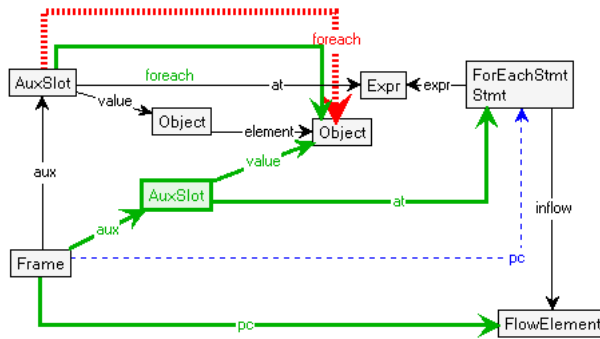 foreach
foreach
AuxSlot
at
Expr
expr
ForEachStmt
Stmt
value
Object
element
Object
value
aux
AuxSlot
at
aux
inflow
Frame
pc
pc
FlowElement